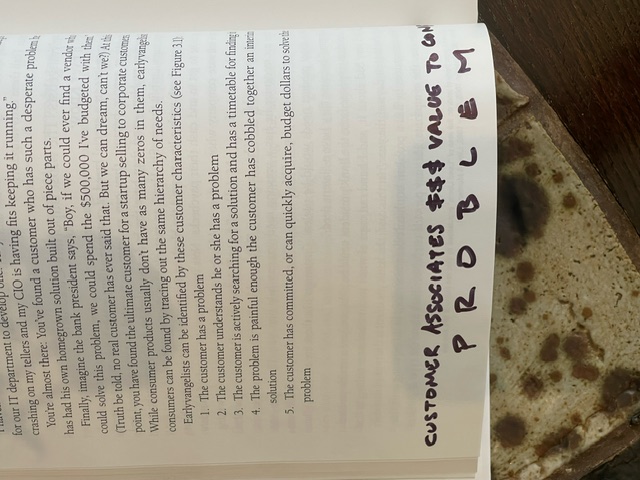 for our IT department to develop
for our IT department to
crashing on my tellers and my CIO is having fits keeping it running."
You're almost there: You've found a customer who has such a desperate problem
has had his own homegrown solution built out of piece parts.
Finally, imagine the bank president says, "Boy, if we could ever find a vendor
could solve this problem, we could spend the $500,000 I've budgeted with
(Truth be told, no real customer has ever said that. But we can dream, can't we?) At
point, you have found the ultimate customer for a startup selling to corporate
While consumer products usually don't have as many zeros in them,
consumers can be found by tracing out the same hierarchy of needs.
Earlyvangelists can be identified by these customer characteristics (see Figure 3.1)
1. The customer has a problem
2. The customer understands he or she has a problem
3. The customer is actively searching for a solution and has a timetable for
4. The problem is painful enough the customer has cobbled together an
solution
5. The customer has committed, or can quickly acquire, budget dollars to
problem
CUSTOMER ASSOCIATES $$$ VALUE TO
PROBLEM